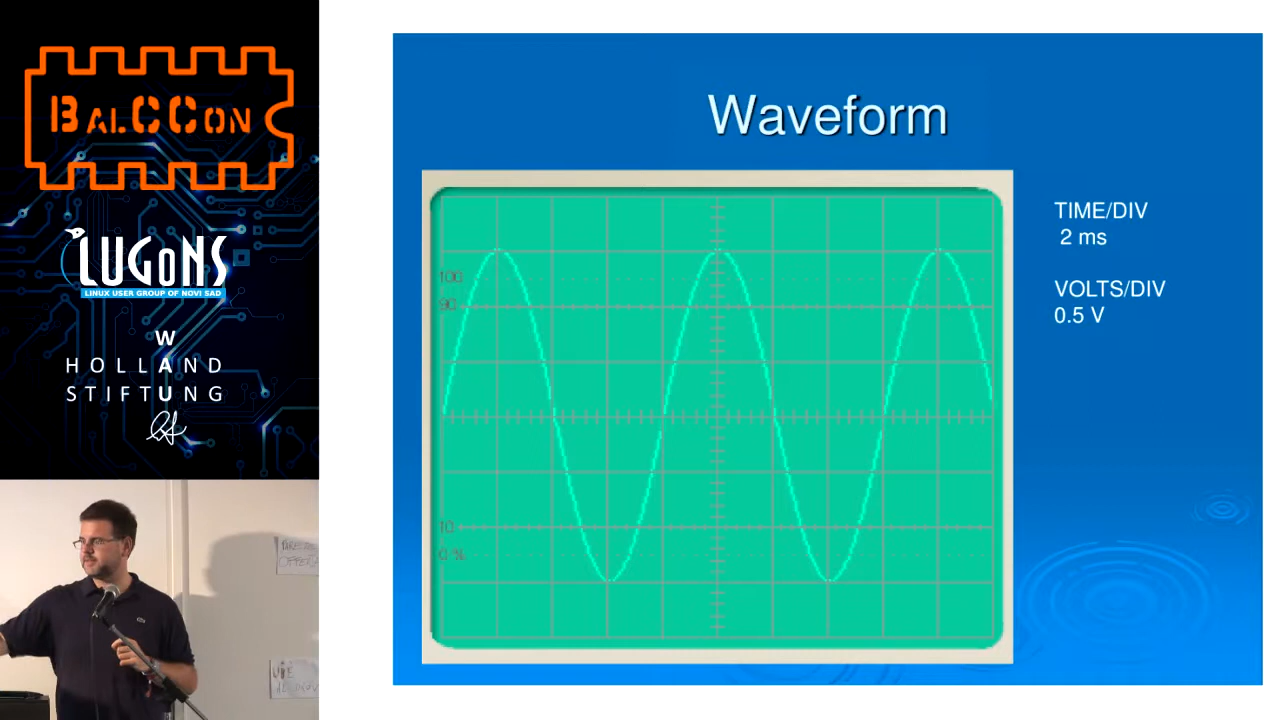 BALCCON
LUGONS
LINUX USER GROUP OF NOVI SAD
W
HOLLAND
A
STIFTUNG
U
Waveform
100
90
10
0 %
TIME/DIV
2 ms
VOLTS/DIV
0.5 V